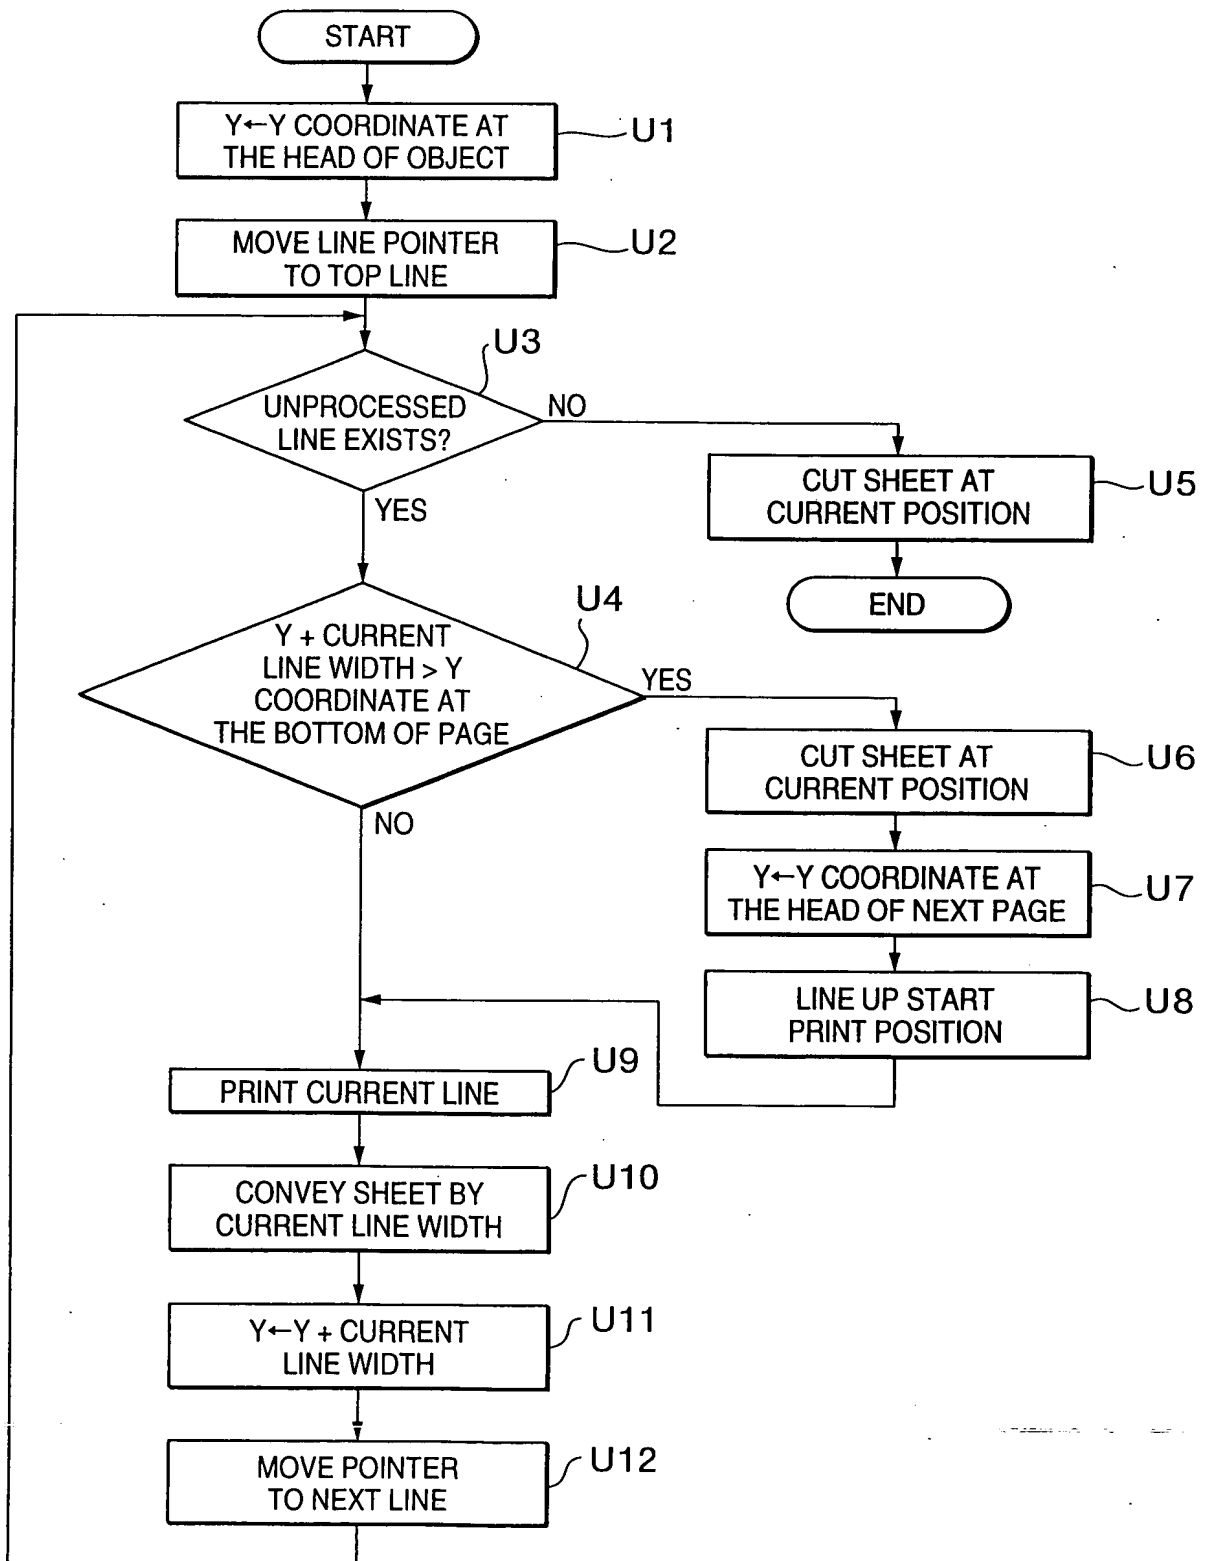 START
Y←Y COORDINATE AT
THE HEAD OF OBJECT
U1
MOVE LINE POINTER
TO TOP LINE
U2
U3
UNPROCESSED
LINE EXISTS?
NO
YES
CUT SHEET AT
CURRENT POSITION
U5
END
U4
Y + CURRENT
LINE WIDTH > Y
COORDINATE AT
THE BOTTOM OF PAGE
YES
NO
CUT SHEET AT
CURRENT POSITION
U6
Y←Y COORDINATE AT
THE HEAD OF NEXT PAGE
U7
LINE UP START
PRINT POSITION
U8
PRINT CURRENT LINE
U9
CONVEY SHEET BY
CURRENT LINE WIDTH
U10
Y←Y + CURRENT
LINE WIDTH
U11
MOVE POINTER
TO NEXT LINE
U12